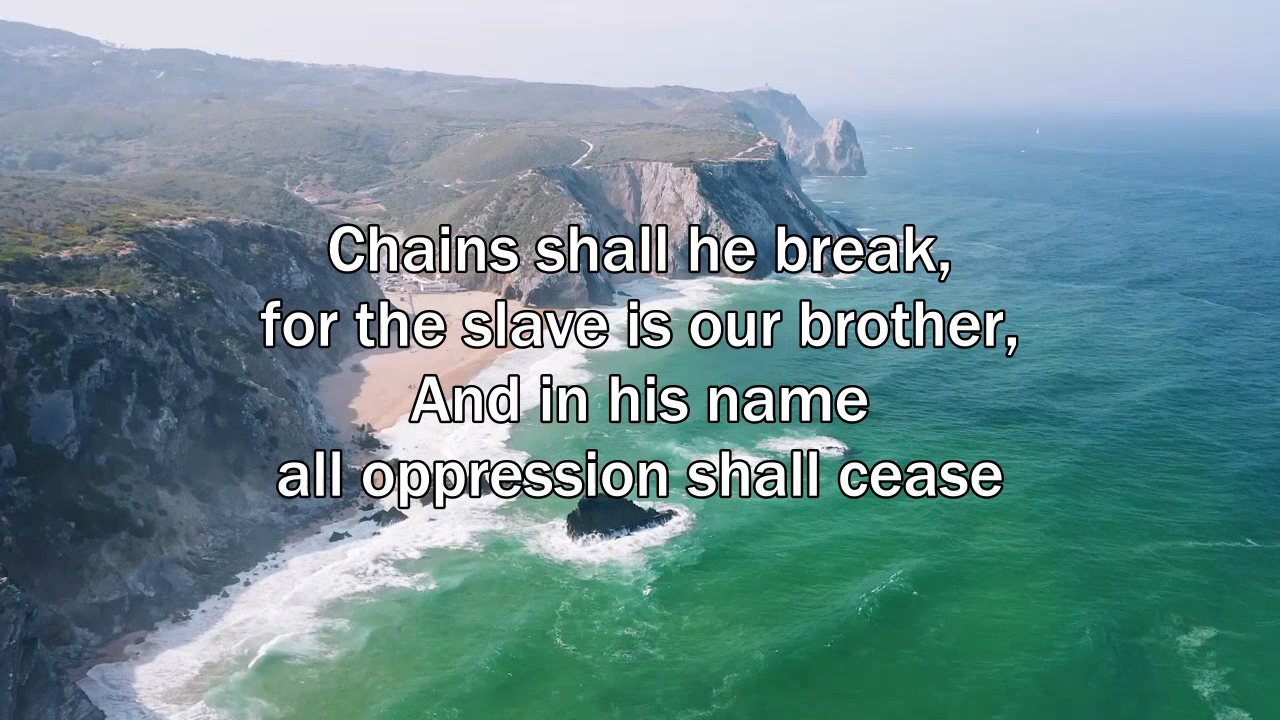 Chains shall he break,
for the slave is our brother,
And in his name
all oppression shall cease